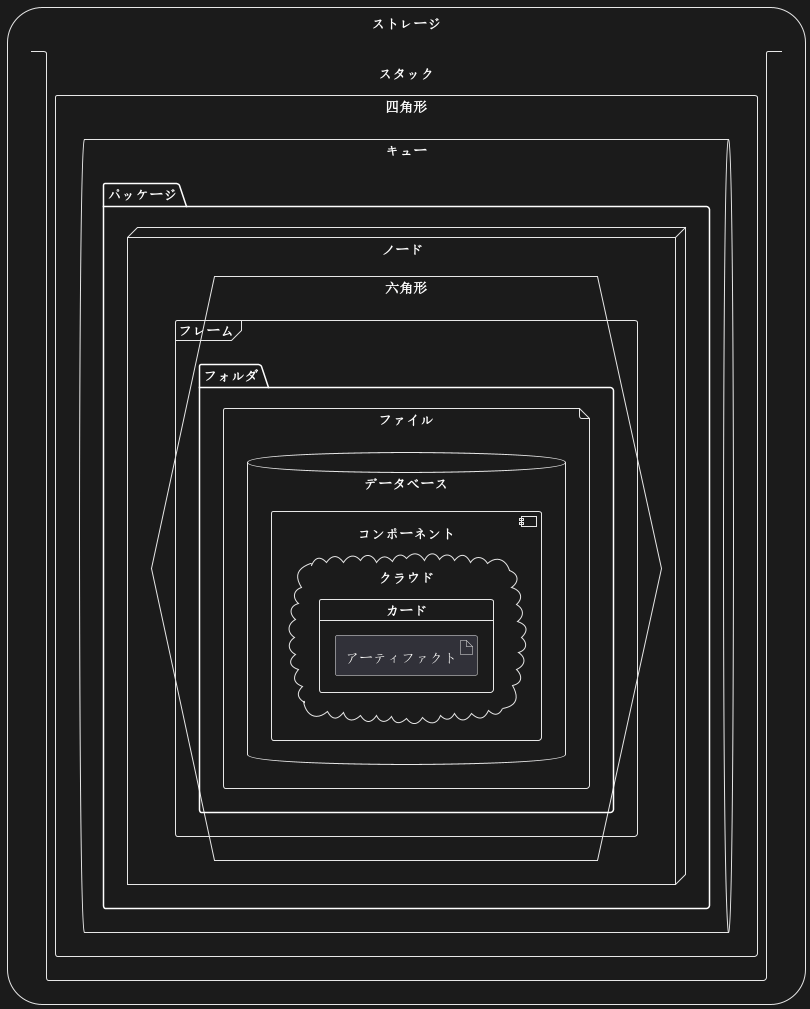 ストレージ
スタック
四角形
キュー
パッケージ
ノード
六角形
フレーム
フォルダ
ファイル
データベース
コンポーネント
クラウド
カード
アーティファクト